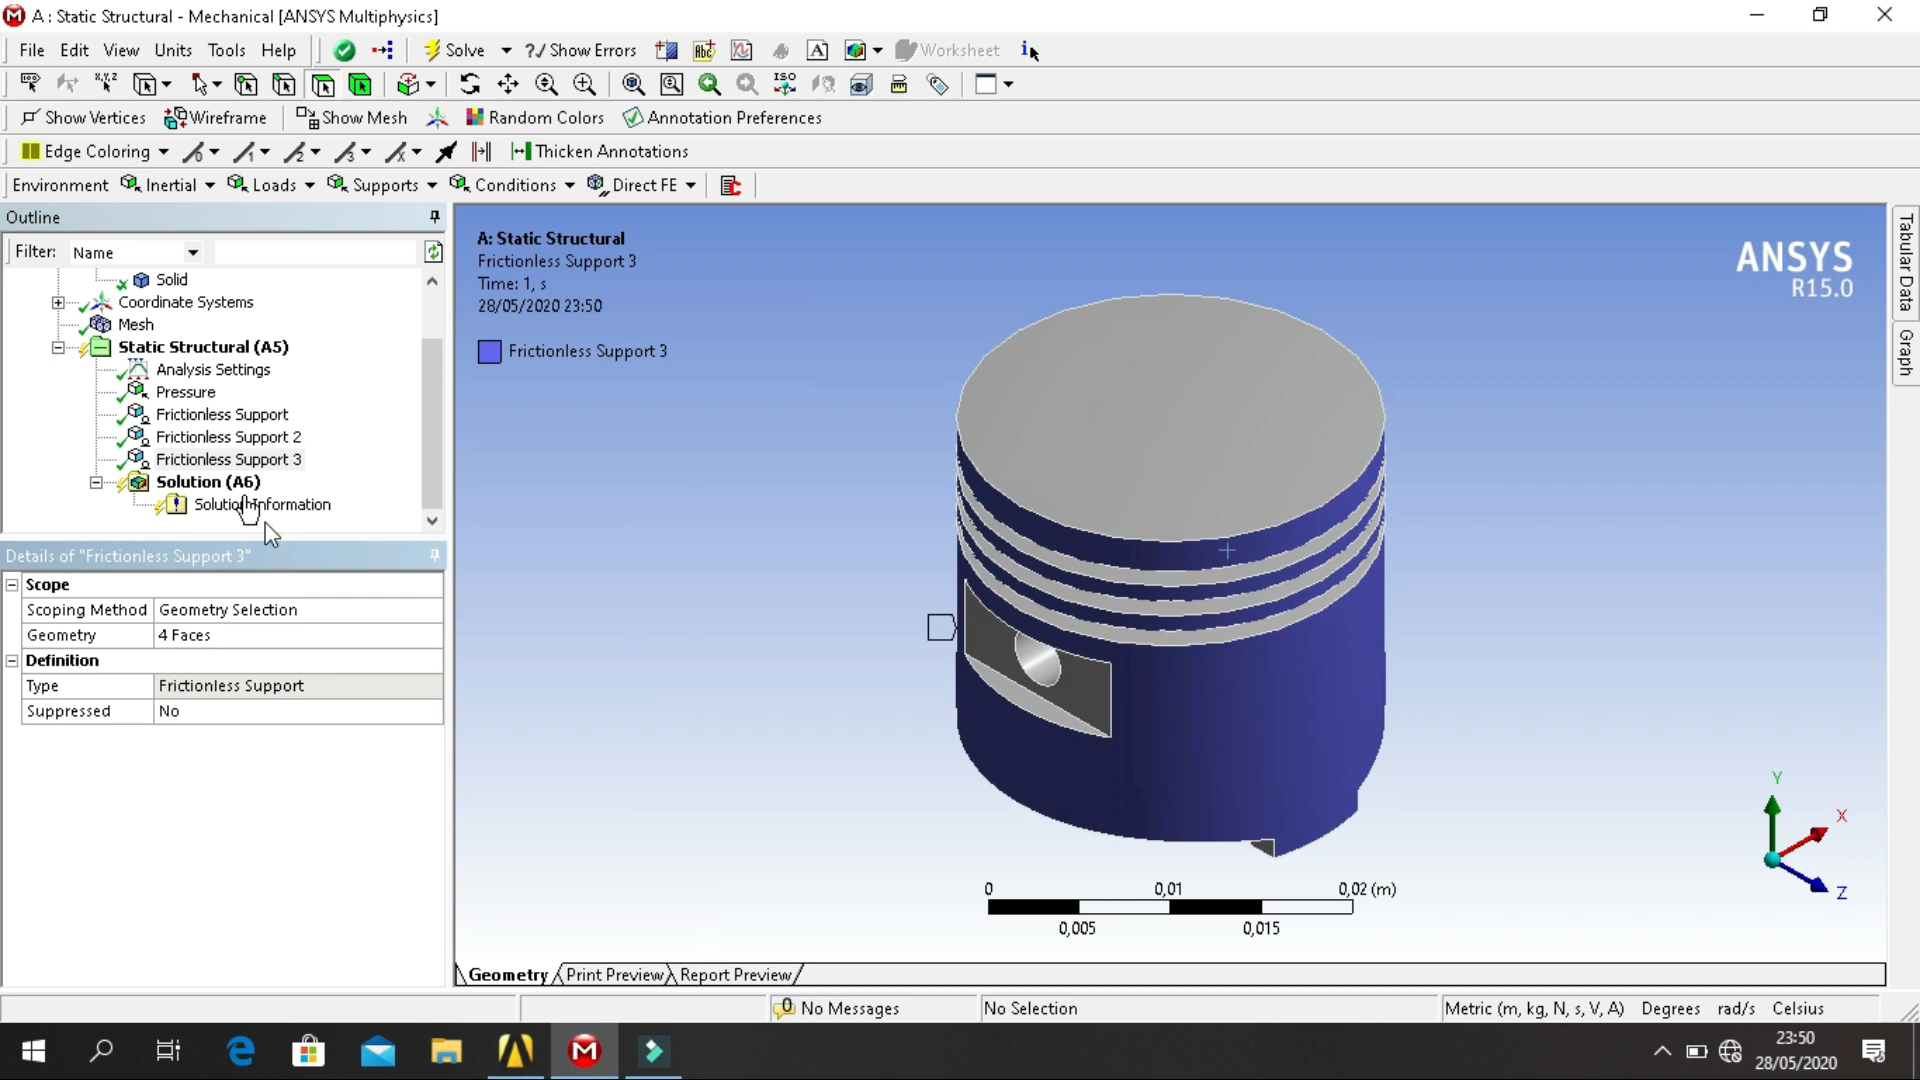 A : Static Structural - Mechanical [ANSYS Multiphysics]
File Edit View Units Tools Help Solve ?/ Show Errors Worksheet
ISO
Show Vertices Wireframe Show Mesh Random Colors Annotation Preferences
Edge Coloring Thicken Annotations
Environment Inertial Loads Supports Conditions Direct FE
Outline
Filter: Name
Solid
Coordinate Systems
Mesh
Static Structural (A5)
Analysis Settings
Pressure
Frictionless Support
Frictionless Support 2
Frictionless Support 3
Solution (A6)
Solution Information
Details of "Frictionless Support 3"
Scope
Scoping Method Geometry Selection
Geometry 4 Faces
Definition
Type Frictionless Support
Suppressed No
A: Static Structural
Frictionless Support 3
Time: 1, s
28/05/2020 23:50
Frictionless Support 3
ANSYS
R15.0
Tabular Data
Graph
Y
X
Z
0 0,01 0,02 (m)
0,005 0,015
Geometry Print Preview Report Preview
No Messages No Selection Metric (m, kg, N, s, V, A) Degrees rad/s Celsius
23:50
28/05/2020